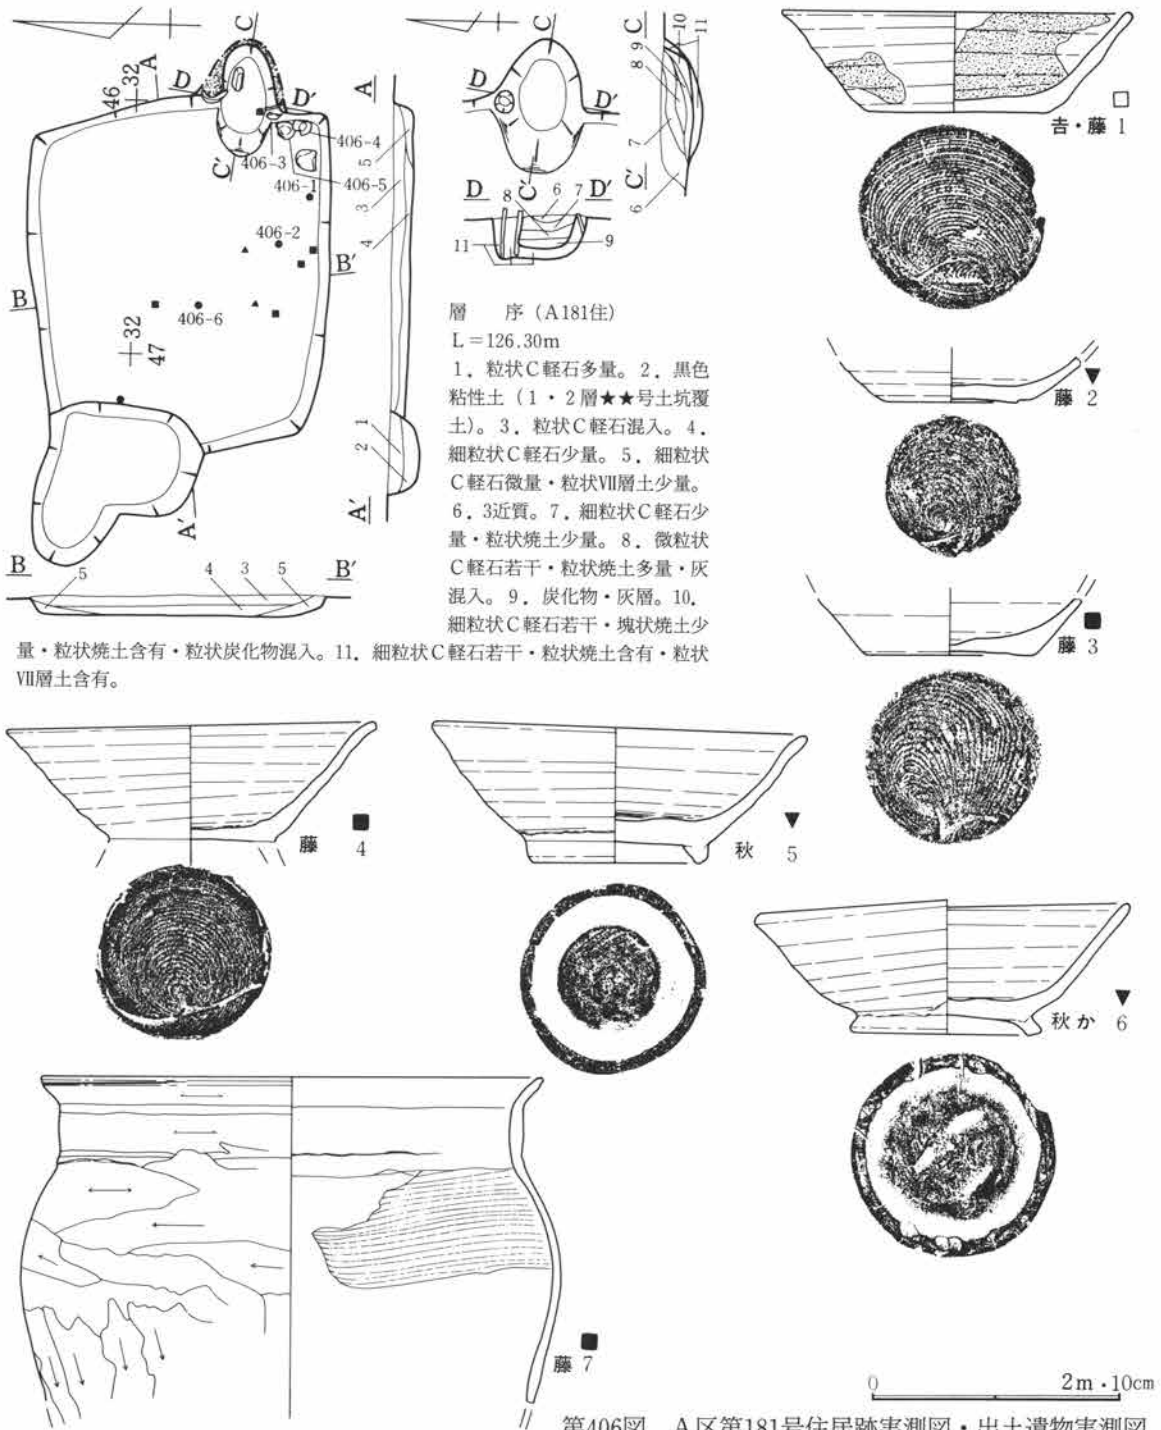 C
A
46
32
D
D'
406-4
406-3
C'
406-1
406-5
406-2
B'
B
406-6
32
47
A'
A
5
3
4
1
2
A'
B
5
4
3
5
B'
C
D
D'
C'
C
10
11
9
8
7
C'
6
D
8
6
7
D'
11
9
層 序(A181住)
L=126.30m
1.粒状C軽石多量。2.黒色
粘性土(1・2層★★号土坑覆
土)。3.粒状C軽石混入。4.
細粒状C軽石少量。5.細粒状
C軽石微量・粒状Ⅶ層土少量。
6.3近質。7.細粒状C軽石少
量・粒状焼土少量。8.微粒状
C軽石若干・粒状焼土多量・灰
混入。9.炭化物・灰層。10.
細粒状C軽石若干・塊状焼土少
量・粒状焼土含有・粒状炭化物混入。11.細粒状C軽石若干・粒状焼土含有・粒状
Ⅶ層土含有。
吉・藤 1
藤 2
藤 3
藤 4
秋 5
秋か 6
藤 7
0 2m・10cm
第406図 A区第181号住居跡実測図・出土遺物実測図